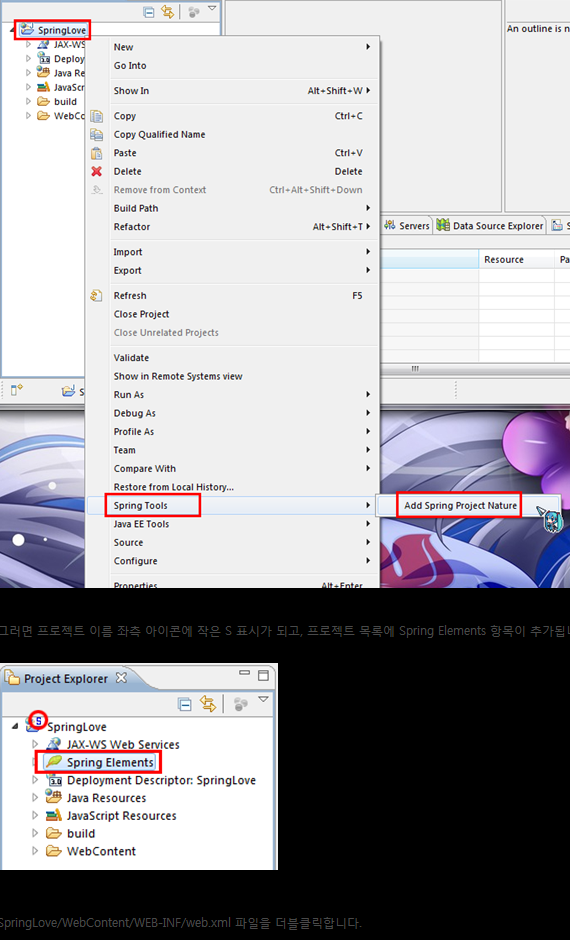 SpringLove
JAX-WS
Deploy
Java Re
JavaScr
build
WebCo
An outline is n
New
Go Into
Show In Alt+Shift+W
Copy Ctrl+C
Copy Qualified Name
Paste Ctrl+V
Delete Delete
Remove from Context Ctrl+Alt+Shift+Down
Build Path
Refactor Alt+Shift+T
Import
Export
Refresh F5
Close Project
Close Unrelated Projects
Validate
Show in Remote Systems view
Run As
Debug As
Profile As
Team
Compare With
Restore from Local History...
Spring Tools
Java EE Tools
Source
Configure
Properties Alt+Enter
Servers Data Source Explorer S
Resource Pa
Add Spring Project Nature
그러면 프로젝트 이름 좌측 아이콘에 작은 S 표시가 되고, 프로젝트 목록에 Spring Elements 항목이 추가됩니
Project Explorer
S
SpringLove
JAX-WS Web Services
Spring Elements
Deployment Descriptor: SpringLove
Java Resources
JavaScript Resources
build
WebContent
SpringLove/WebContent/WEB-INF/web.xml 파일을 더블클릭합니다.